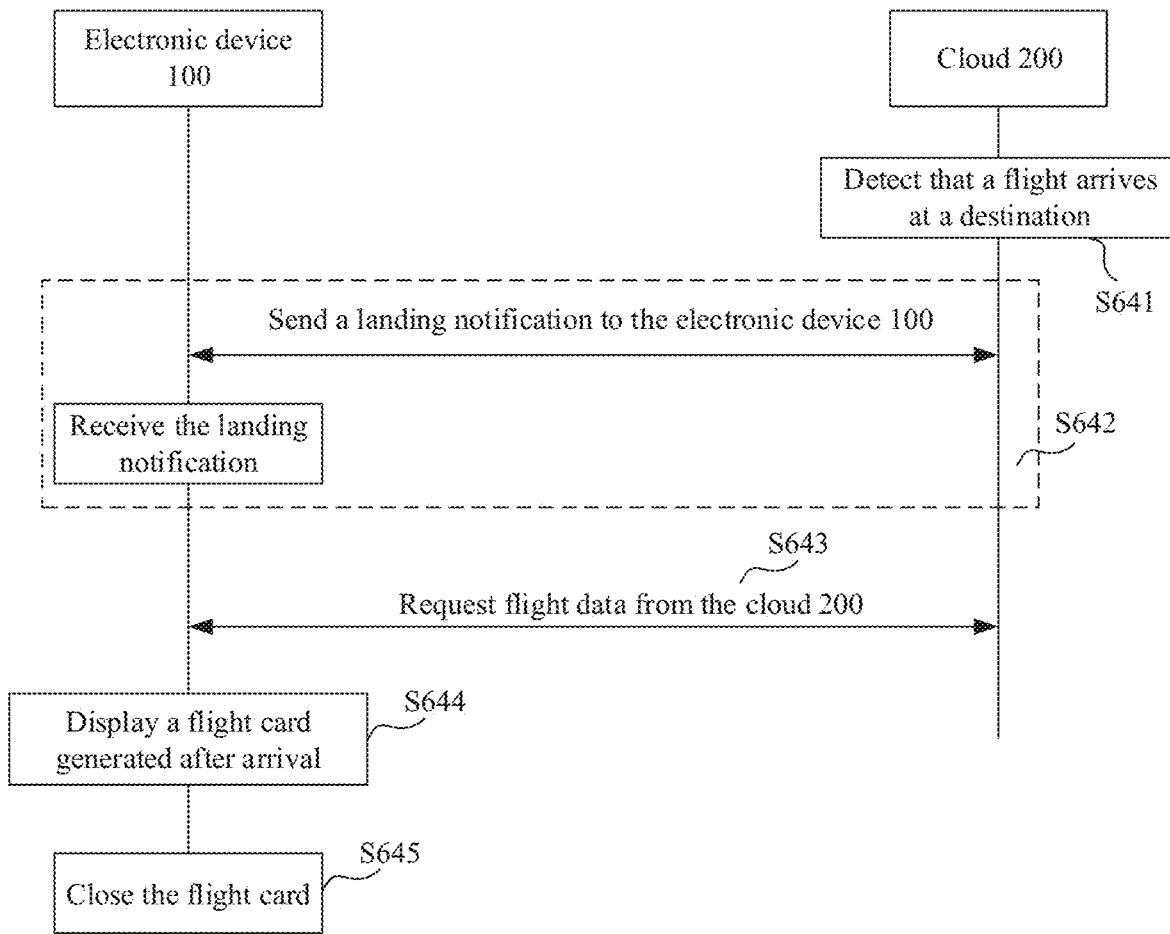 Electronic device
100
Cloud 200
Detect that a flight arrives
at a destination
S641
Send a landing notification to the electronic device 100
Receive the landing
notification
S642
S643
Request flight data from the cloud 200
Display a flight card
generated after arrival
S644
Close the flight card
S645